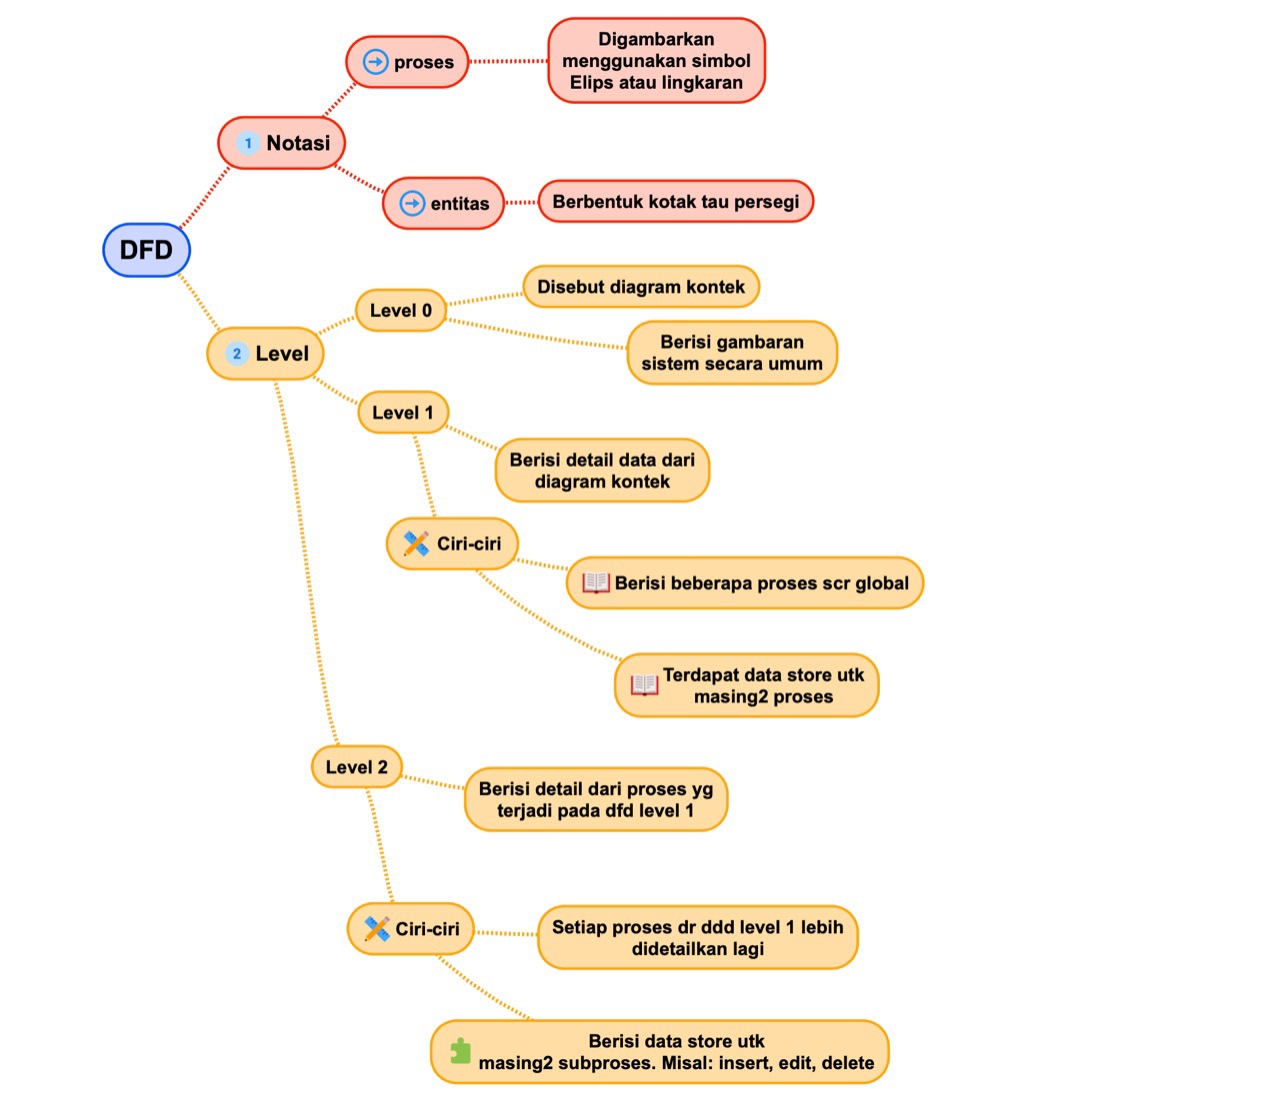 DFD
1 Notasi
proses
Digambarkan
menggunakan simbol
Elips atau lingkaran
entitas
Berbentuk kotak tau persegi
2 Level
Level 0
Disebut diagram kontek
Berisi gambaran
sistem secara umum
Level 1
Berisi detail data dari
diagram kontek
Ciri-ciri
Berisi beberapa proses scr global
Terdapat data store utk
masing2 proses
Level 2
Berisi detail dari proses yg
terjadi pada dfd level 1
Ciri-ciri
Setiap proses dr ddd level 1 lebih
didetailkan lagi
Berisi data store utk
masing2 subproses. Misal: insert, edit, delete